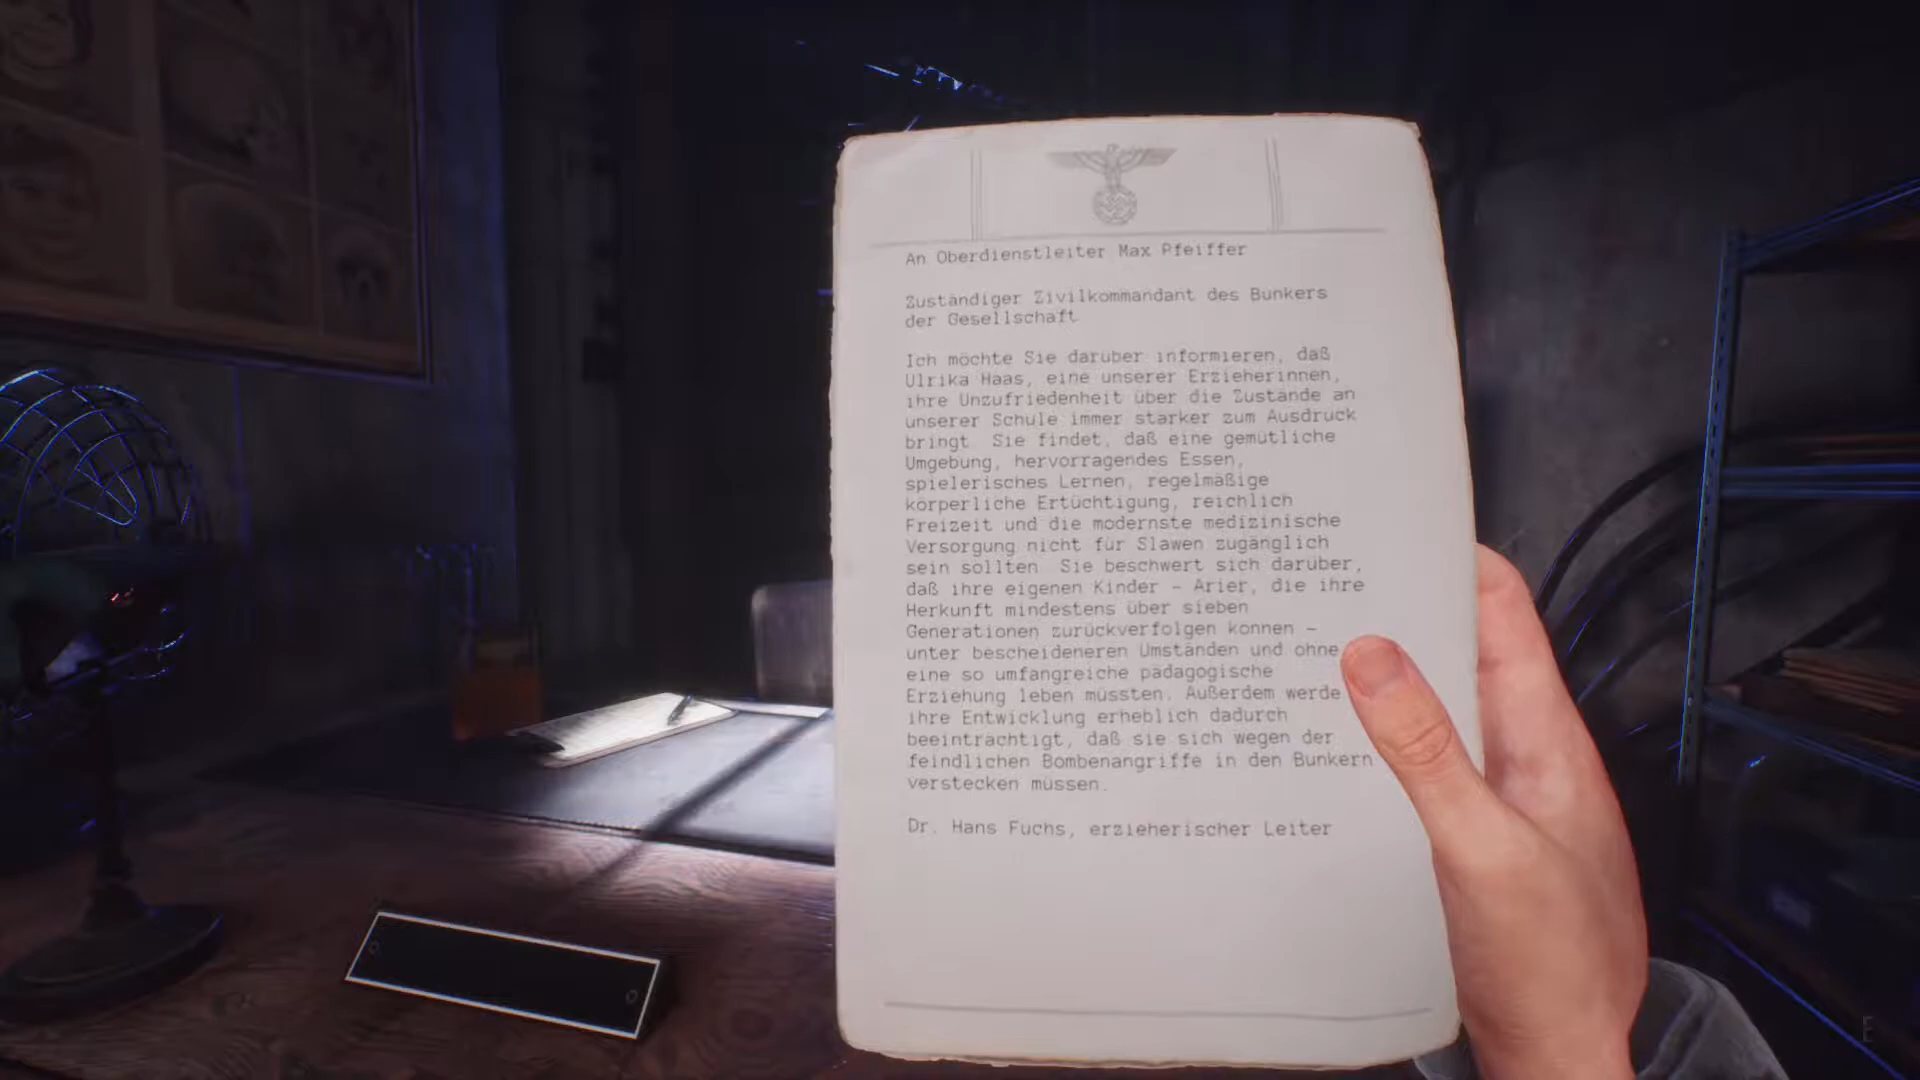 An Oberdienstleiter Max Pfeiffer
Zuständiger Zivilkommandant des Bunkers
der Gesellschaft
Ich möchte Sie darüber informieren, daß
Ulrika Haas, eine unserer Erzieherinnen,
ihre Unzufriedenheit über die Zustände an
unserer Schule immer stärker zum Ausdruck
bringt. Sie findet, daß eine gemütliche
Umgebung, hervorragendes Essen,
spielerisches Lernen, regelmäßige
körperliche Ertüchtigung, reichlich
Freizeit und die modernste medizinische
Versorgung nicht für Slawen zugänglich
sein sollten. Sie beschwert sich darüber,
daß ihre eigenen Kinder – Arier, die ihre
Herkunft mindestens über sieben
Generationen zurückverfolgen können –
unter bescheideneren Umständen und ohne
eine so umfangreiche pädagogische
Erziehung leben müssten. Außerdem werde
ihre Entwicklung erheblich dadurch
beeinträchtigt, daß sie sich wegen der
feindlichen Bombenangriffe in den Bunkern
verstecken müssen.
Dr. Hans Fuchs, erzieherischer Leiter
E